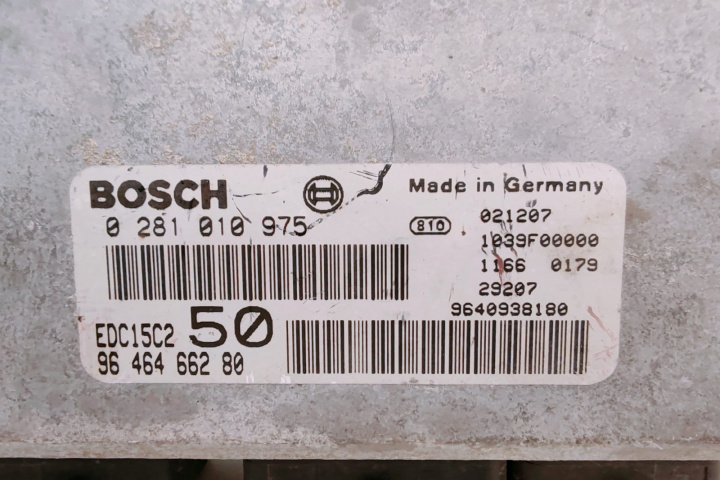 BOSCH
Made in Germany
0 281 010 975
810
021207
1039F00000
1166 0179
29207
9640938180
EDC15C2 50
96 464 662 80